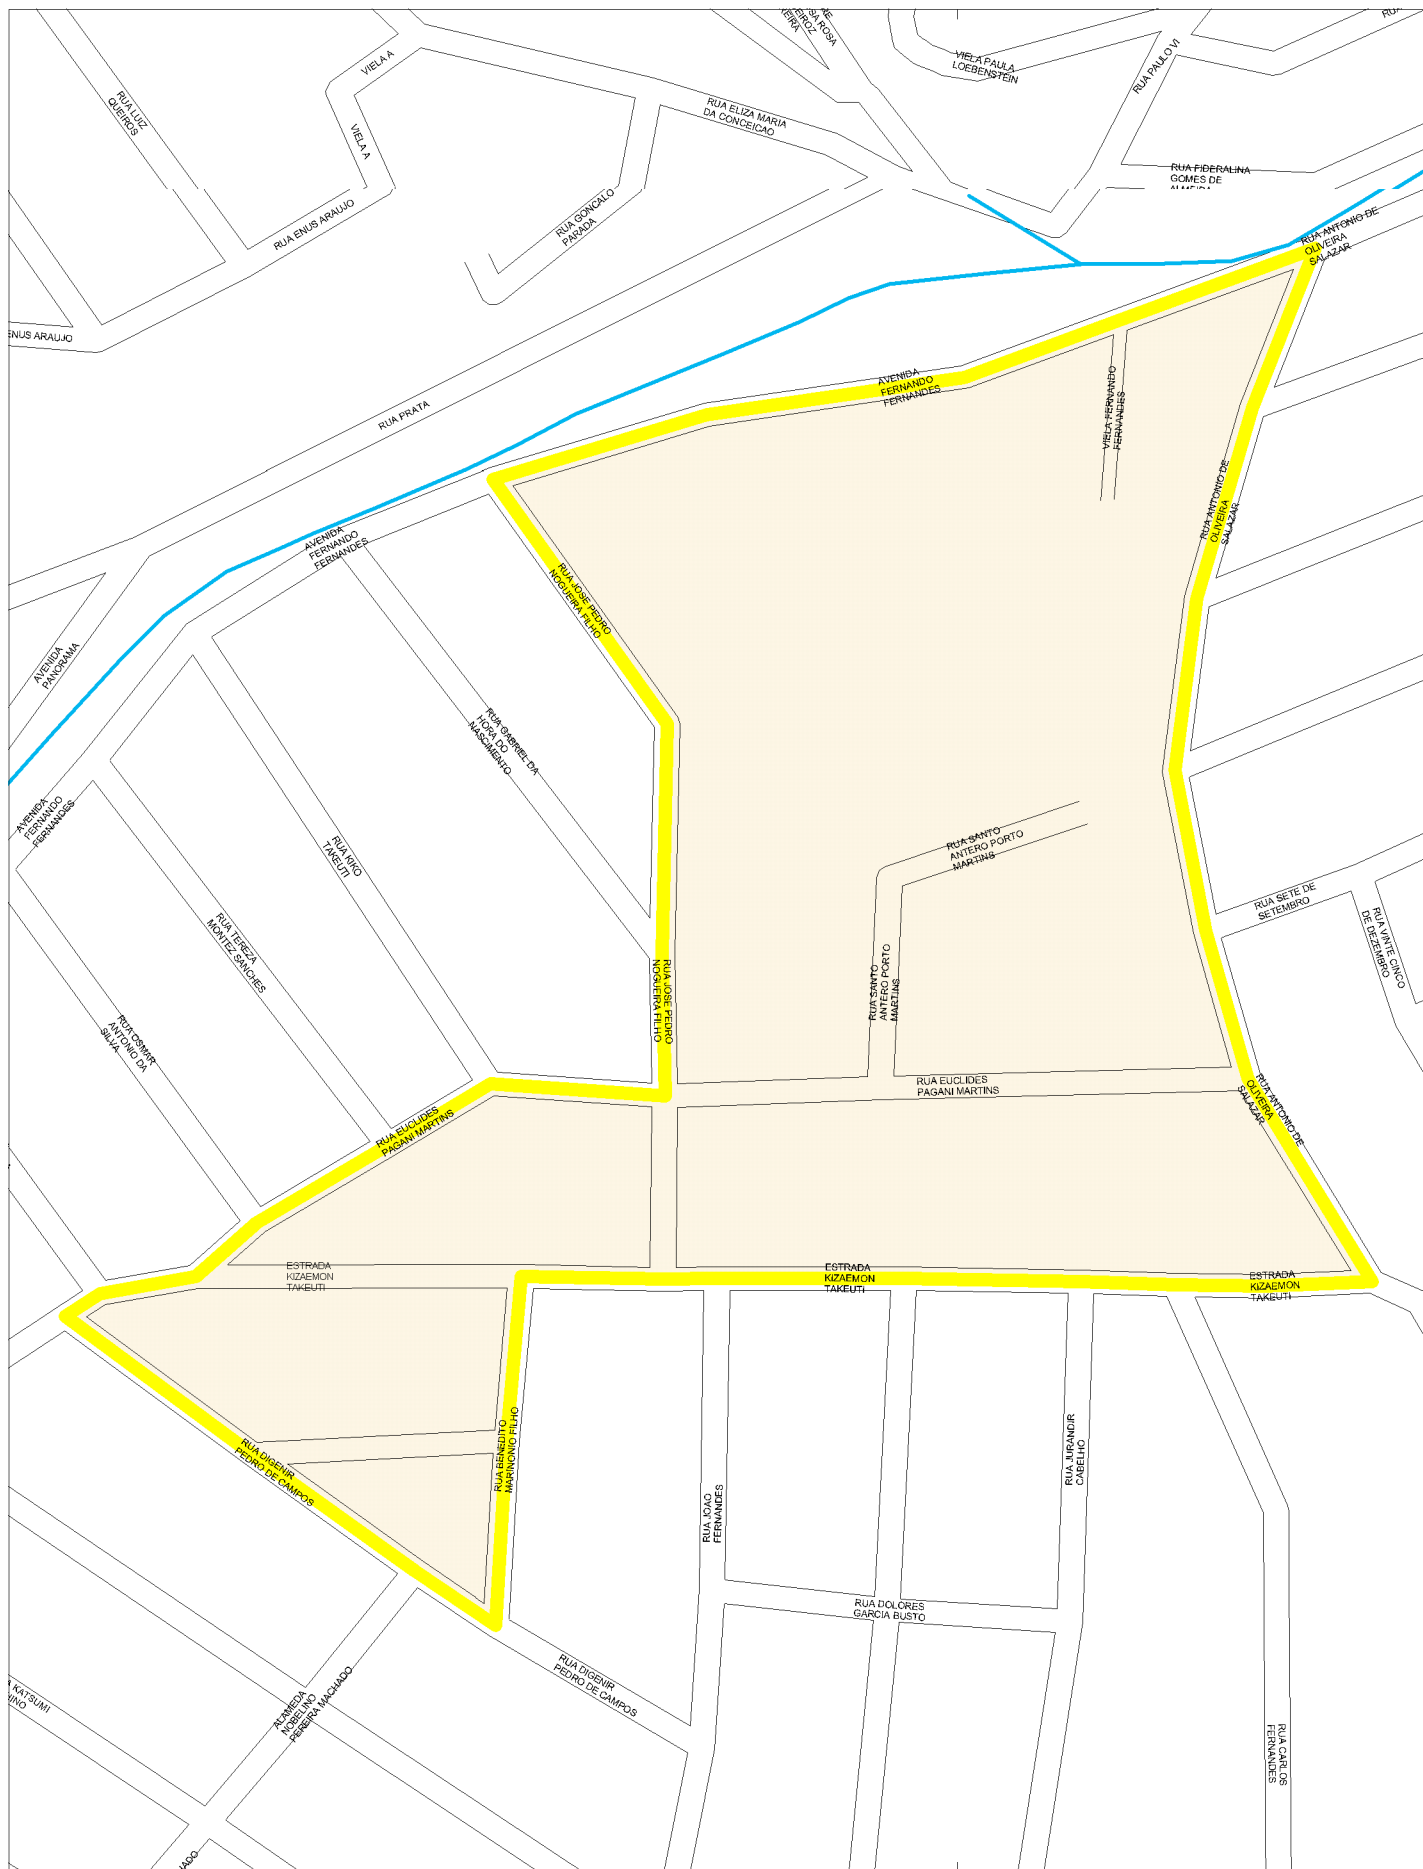 RUA LUIZ
QUEIROS
VIELA A
VIELA A
RUA ENUS ARAUJO
ENUS ARAUJO
RUA ELIZA MARIA
DA CONCEICAO
RUA GONCALO
PARADA
SA ROSA
VIELA PAULA
LOEBENSTEIN
RUA PAULO VI
RUA
RUA FIDERALINA
GOMES DE
ALMEIDA
RUA ANTONIO DE
OLIVEIRA
SALAZAR
RUA PRATA
AVENIDA
FERNANDO
FERNANDES
VIELA FERNANDO
FERNANDES
RUA ANTONIO DE
OLIVEIRA
SALAZAR
AVENIDA
FERNANDO
FERNANDES
RUA JOSE PEDRO
NOGUEIRA FILHO
AVENIDA
PANORAMA
RUA GABRIEL DA
HORA DO
NASCIMENTO
AVENIDA
FERNANDO
FERNANDES
RUA KIKO
TAKEUTI
RUA SANTO
ANTERO PORTO
MARTINS
RUA SETE DE
SETEMBRO
RUA VINTE CINCO
DE DEZEMBRO
RUA TEREZA
MONTEZ SANCHES
RUA SANTO
ANTERO PORTO
MARTINS
RUA JOSE PEDRO
NOGUEIRA FILHO
RUA OSMAR
ANTONIO DA
SILVA
RUA EUCLIDES
PAGANI MARTINS
RUA EUCLIDES
PAGANI MARTINS
RUA ANTONIO DE
OLIVEIRA
SALAZAR
ESTRADA
KIZAEMON
TAKEUTI
ESTRADA
KIZAEMON
TAKEUTI
ESTRADA
KIZAEMON
TAKEUTI
RUA BENEDITO
MARINONIO FILHO
RUA DIGENIR
PEDRO DE CAMPOS
RUA JOAO
FERNANDES
RUA JURANDIR
CABELHO
RUA DOLORES
GARCIA BUSTO
RUA DIGENIR
PEDRO DE CAMPOS
ALAMEDA
NOBELINO
PEREIRA MACHADO
KATSUMI
RUA CARLOS
FERNANDES